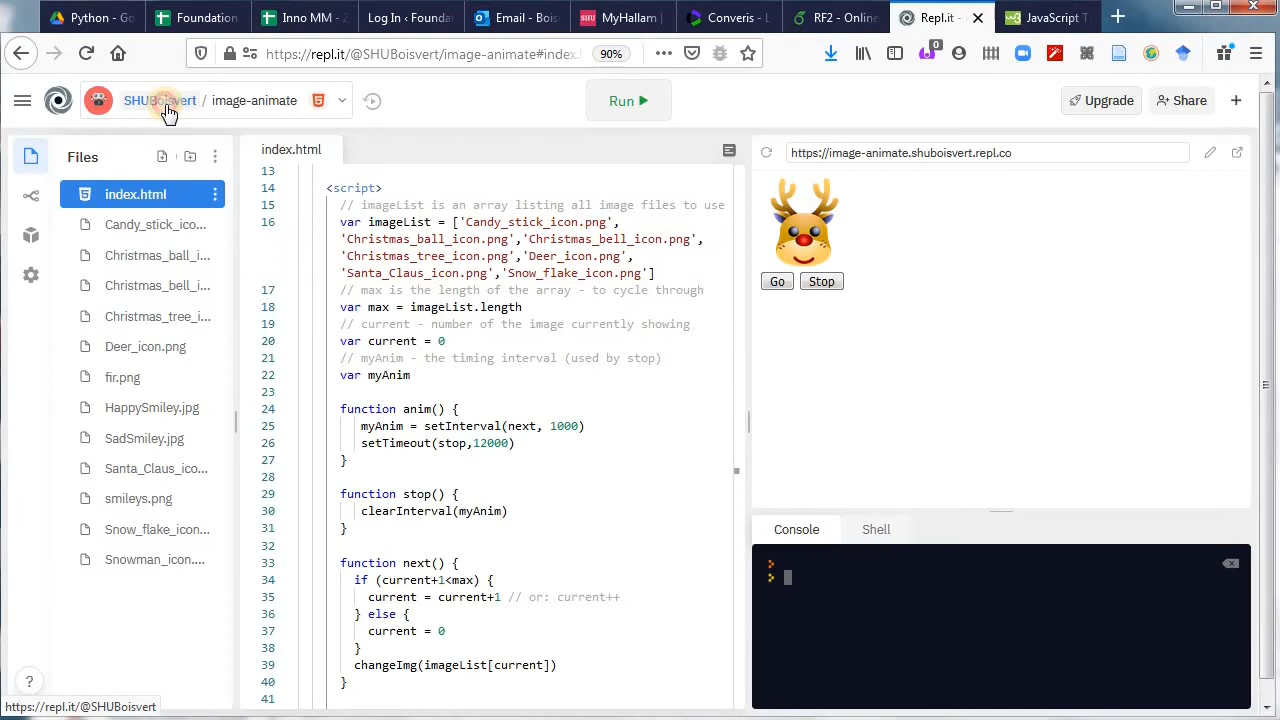 Python - Go
Foundation
Intro MM - Z
Log In ‹ Founda
Email - Bois
SHU MyHallam
Converis - L
RF2 - Online
Repl.it -
JavaScript T
https://repl.it/@SHUBoisvert/image-animate#index.
90%
0
SHUBoisvert / image-animate
Run
Upgrade
Share
Files
index.html
Candy_stick_ico...
Christmas_ball_i...
Christmas_bell_i...
Christmas_tree_i...
Deer_icon.png
fir.png
HappySmiley.jpg
SadSmiley.jpg
Santa_Claus_ico...
smileys.png
Snow_flake_icon...
Snowman_icon....
?
https://repl.it/@SHUBoisvert
index.html
13
14 <script>
15 // imageList is an array listing all image files to use
16 var imageList = ['Candy_stick_icon.png',
'Christmas_ball_icon.png','Christmas_bell_icon.png',
'Christmas_tree_icon.png','Deer_icon.png',
'Santa_Claus_icon.png','Snow_flake_icon.png']
17 // max is the length of the array - to cycle through
18 var max = imageList.length
19 // current - number of the image currently showing
20 var current = 0
21 // myAnim - the timing interval (used by stop)
22 var myAnim
23
24 function anim() {
25 myAnim = setInterval(next, 1000)
26 setTimeout(stop,12000)
27 }
28
29 function stop() {
30 clearInterval(myAnim)
31 }
32
33 function next() {
34 if (current+1<max) {
35 current = current+1 // or: current++
36 } else {
37 current = 0
38 }
39 changeImg(imageList[current])
40 }
41
https://image-animate.shuboisvert.repl.co
Go Stop
Console Shell